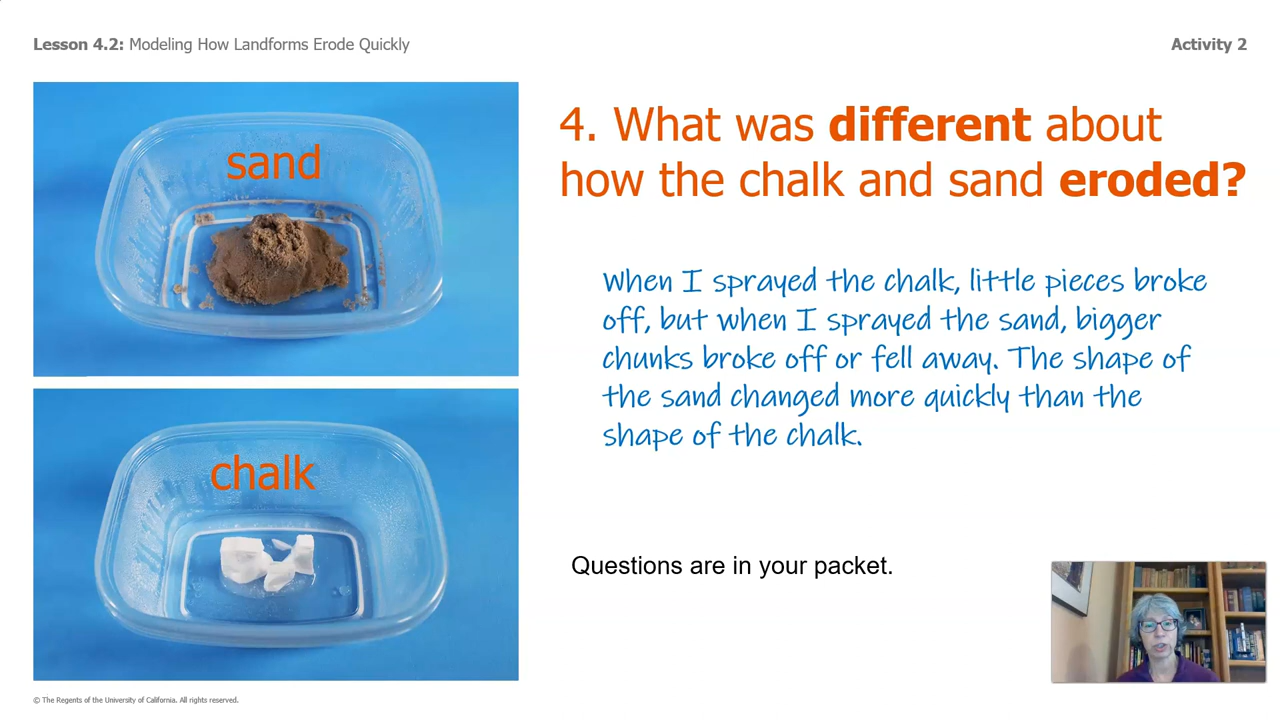 Lesson 4.2: Modeling How Landforms Erode Quickly
Activity 2
sand
chalk
4. What was different about
how the chalk and sand eroded?
When I sprayed the chalk, little pieces broke
off, but when I sprayed the sand, bigger
chunks broke off or fell away. The shape of
the sand changed more quickly than the
shape of the chalk.
Questions are in your packet.
© The Regents of the University of California. All rights reserved.